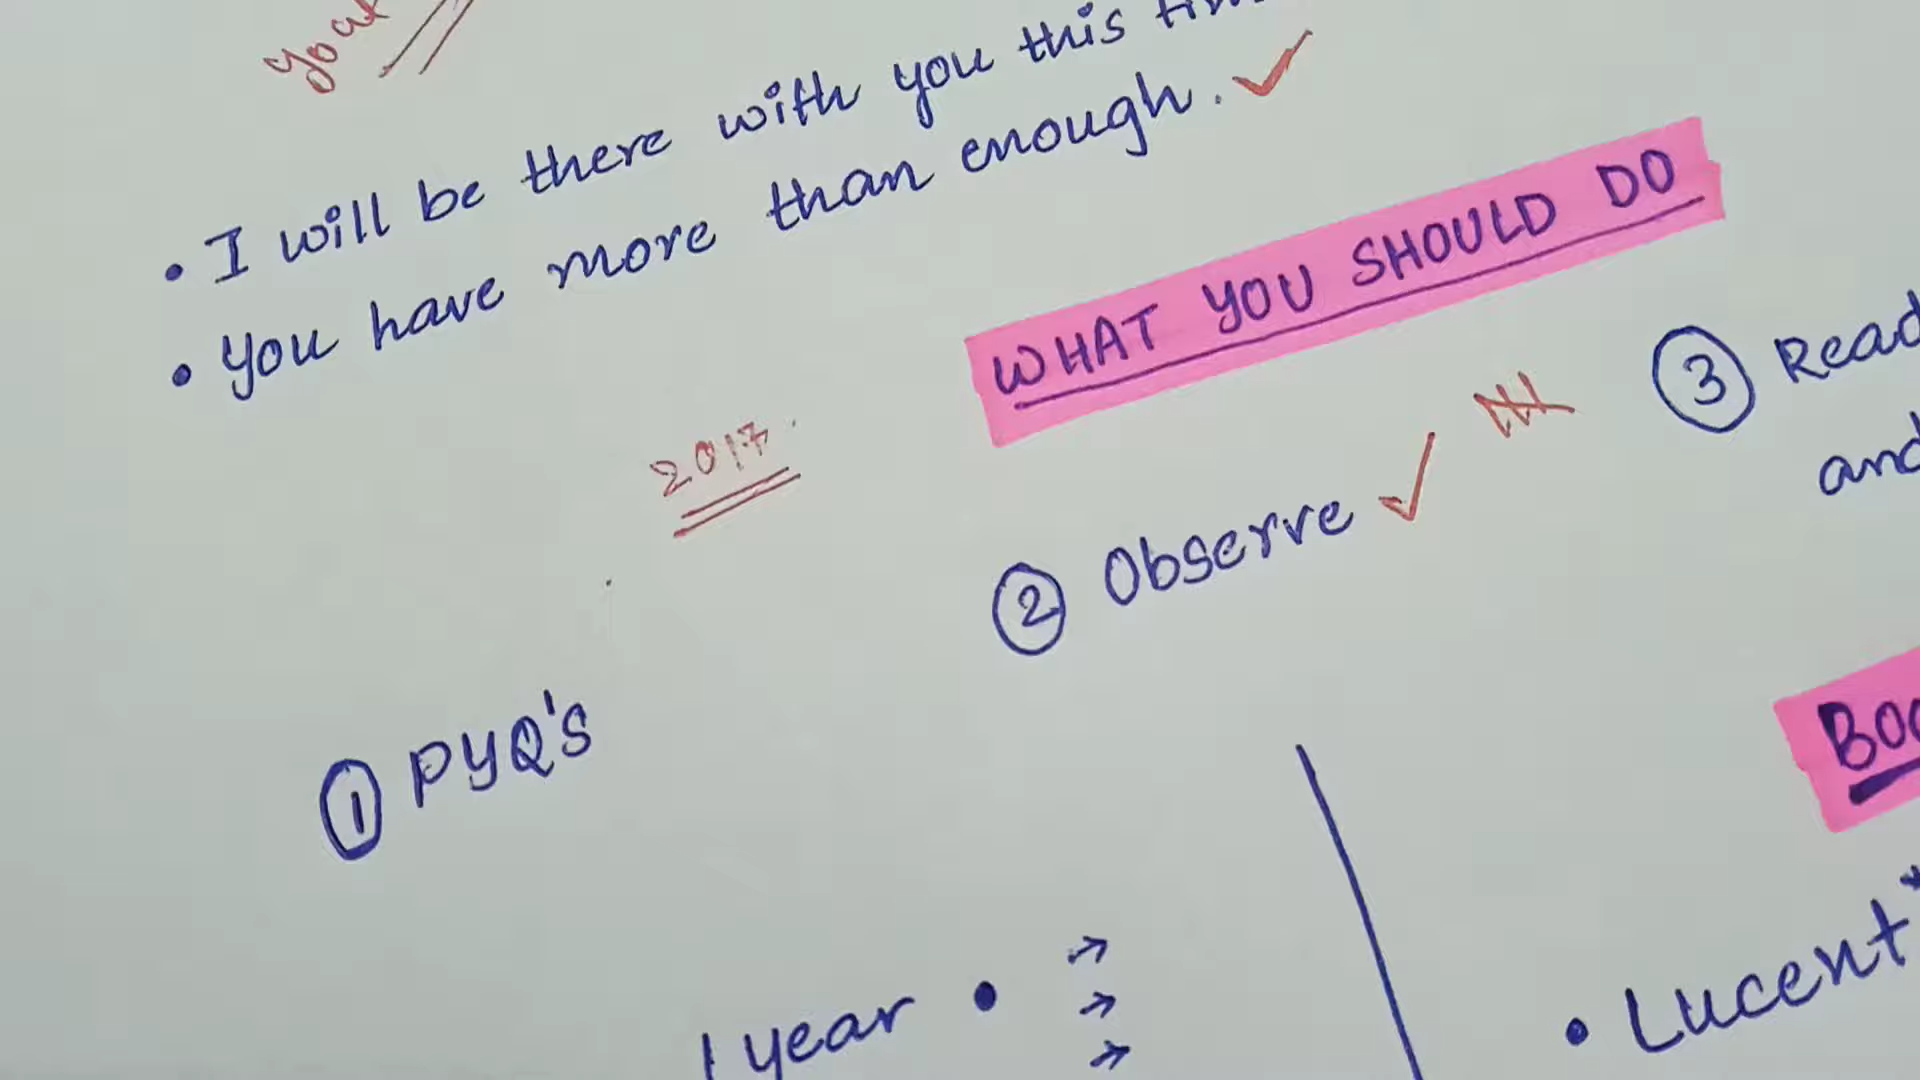 • I will be there with you this
• You have more than enough.
WHAT YOU SHOULD DO
2017
① PYQ's
② Observe
③ Read
and
1 year •
→
→
→
• Lucent